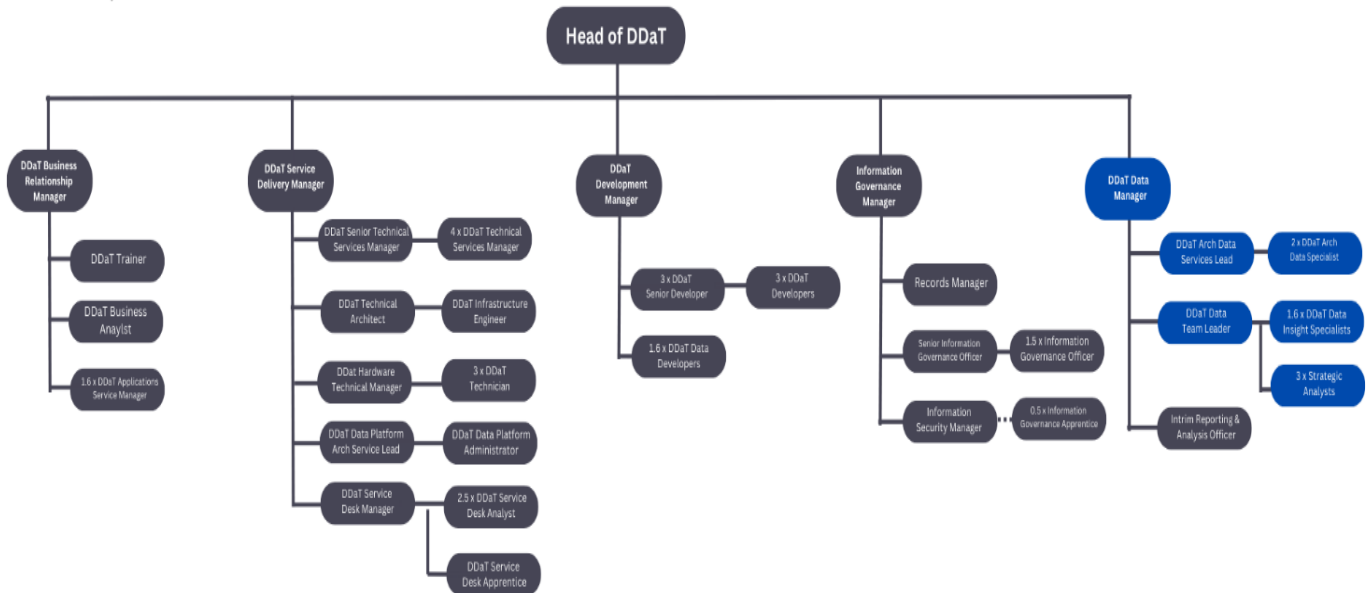 Head of DDaT
DDaT Business
Relationship
Manager
DDaT Trainer
DDaT Business
Anaylst
1.6 x DDoT Applications
Service Manager
DDaT Service
Delivery Manager
DDaT Senior Technical
Services Manager
4 x DDaT Technical
Services Manager
DDaT Technical
Architect
DDaT Infrastructure
Engineer
DDat Hardware
Technical Manager
3 x DDaT
Technician
DDaT Data Platform
Arch Service Lead
DDaT Data Platform
Administrator
DDaT Service
Desk Manager
2.5 x DDaT Service
Desk Analyst
DDaT Service
Desk Apprentice
DDaT
Development
Manager
3 x DDaT
Senior Developer
3 x DDaT
Developers
1.6 x DDaT Data
Developers
Information
Governance
Manager
Records Manager
Senior Information
Governance Officer
1.5 x Information
Governance Officer
Information
Security Manager
0.5 x Information
Governance Apprentice
DDaT Data
Manager
DDaT Arch Data
Services Lead
2 x DDaT Arch
Data Specialist
DDaT Data
Team Leader
1.6 x DDaT Data
Insight Specialists
3 x Strategic
Analysts
Intrim Reporting &
Analysis Officer